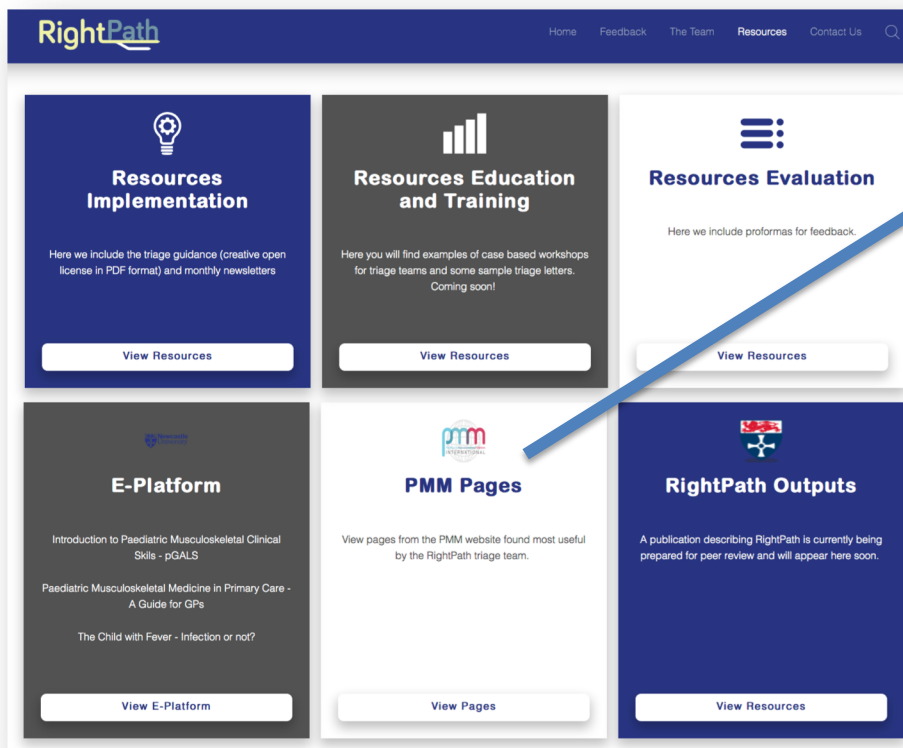 RightPath
Home Feedback The Team Resources Contact Us
Resources
Implementation
Here we include the triage guidance (creative open
license in PDF format) and monthly newsletters
View Resources
Resources Education
and Training
Here you will find examples of case based workshops
for triage teams and some sample triage letters.
Coming soon!
View Resources
Resources Evaluation
Here we include proformas for feedback.
View Resources
E-Platform
Introduction to Paediatric Musculoskeletal Clinical
Skils - pGALS
Paediatric Musculoskeletal Medicine in Primary Care -
A Guide for GPs
The Child with Fever - Infection or not?
View E-Platform
pmm
INTERNATIONAL
PMM Pages
View pages from the PMM website found most useful
by the RightPath triage team.
View Pages
RightPath Outputs
A publication describing RightPath is currently being
prepared for peer review and will appear here soon.
View Resources